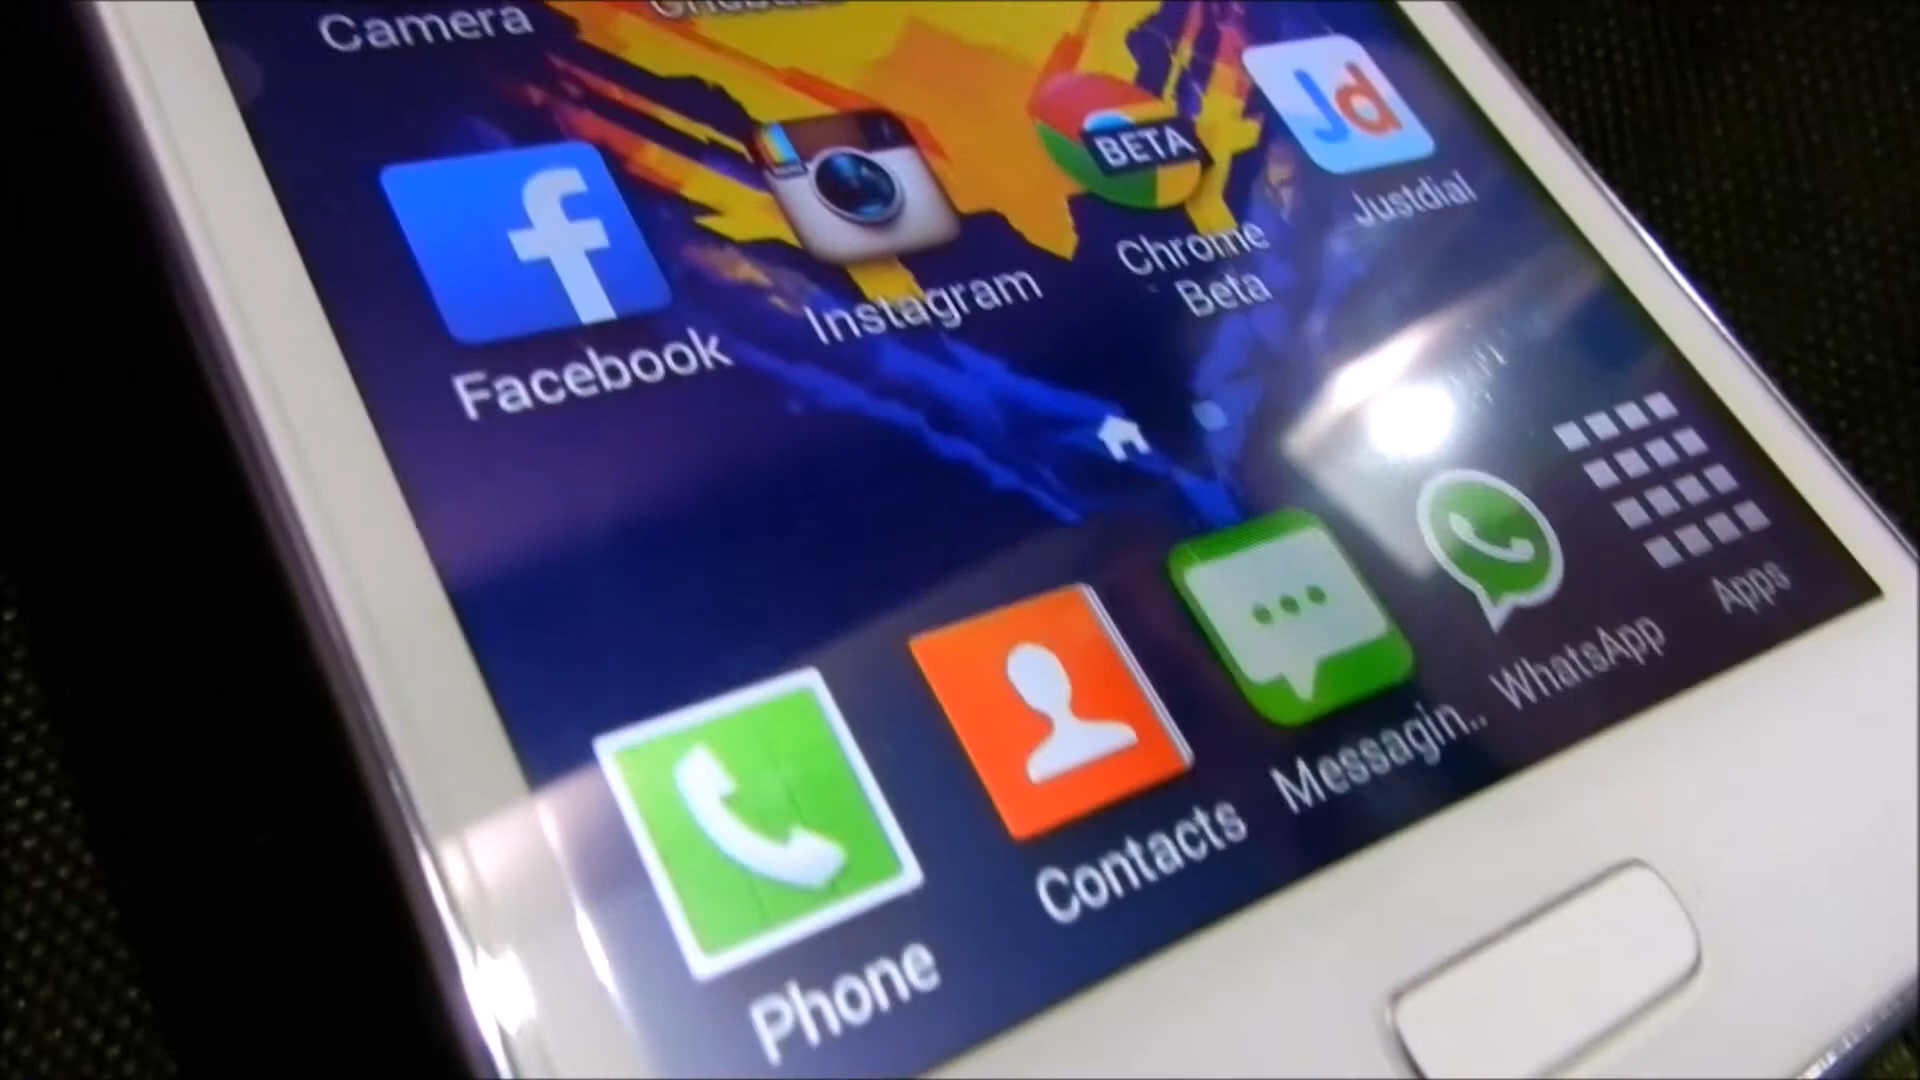 Camera
Facebook
Instagram
BETA
Chrome
Beta
Jd
Justdial
Phone
Contacts
Messagin..
WhatsApp
Apps